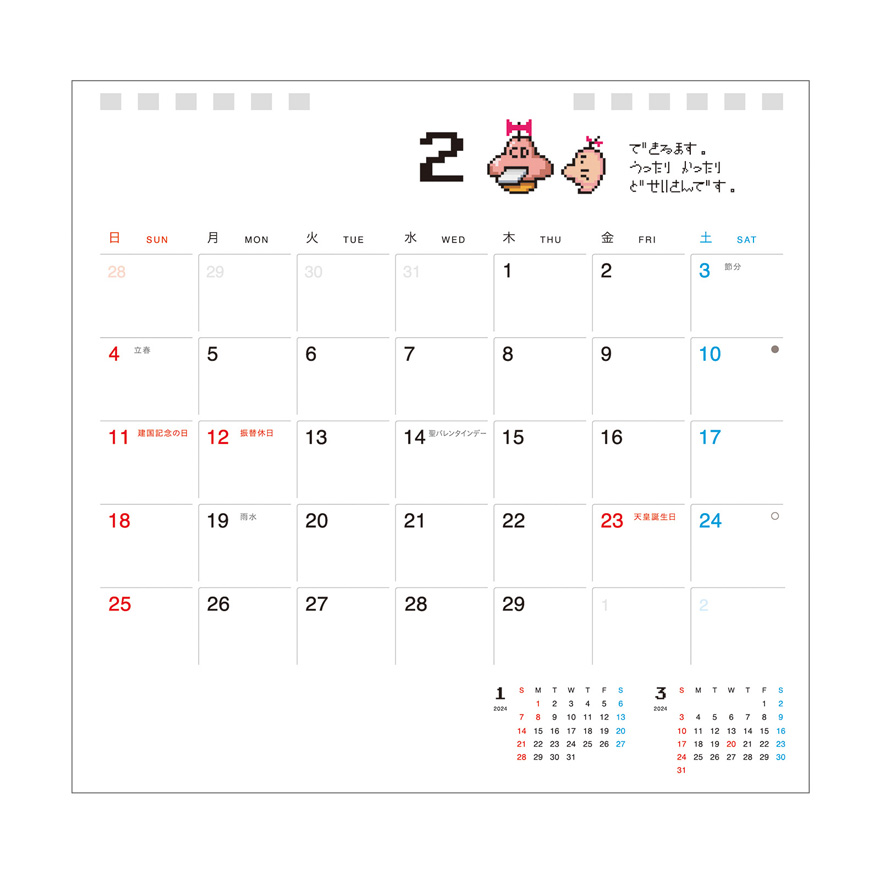 2
CD
できるます。
うったり かったり
どせいさんです。
日 SUN 月 MON 火 TUE 水 WED 木 THU 金 FRI 土 SAT
28 29 30 31 1 2 3 節分
4 立春 5 6 7 8 9 10
11 建国記念の日 12 振替休日 13 14 聖バレンタインデー 15 16 17
18 19 雨水 20 21 22 23 天皇誕生日 24
25 26 27 28 29 1 2
1 2024
S M T W T F S
1 2 3 4 5 6
7 8 9 10 11 12 13
14 15 16 17 18 19 20
21 22 23 24 25 26 27
28 29 30 31
3 2024
S M T W T F S
1 2
3 4 5 6 7 8 9
10 11 12 13 14 15 16
17 18 19 20 21 22 23
24 25 26 27 28 29 30
31